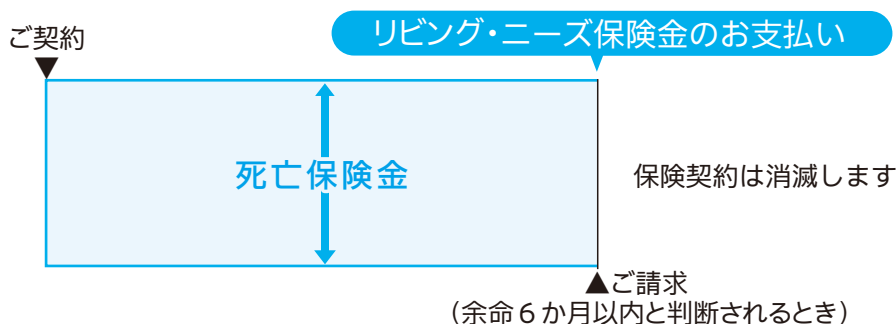 ご契約
リビング・ニーズ保険金のお支払い
死亡保険金
保険契約は消滅します
ご請求
（余命6か月以内と判断されるとき）